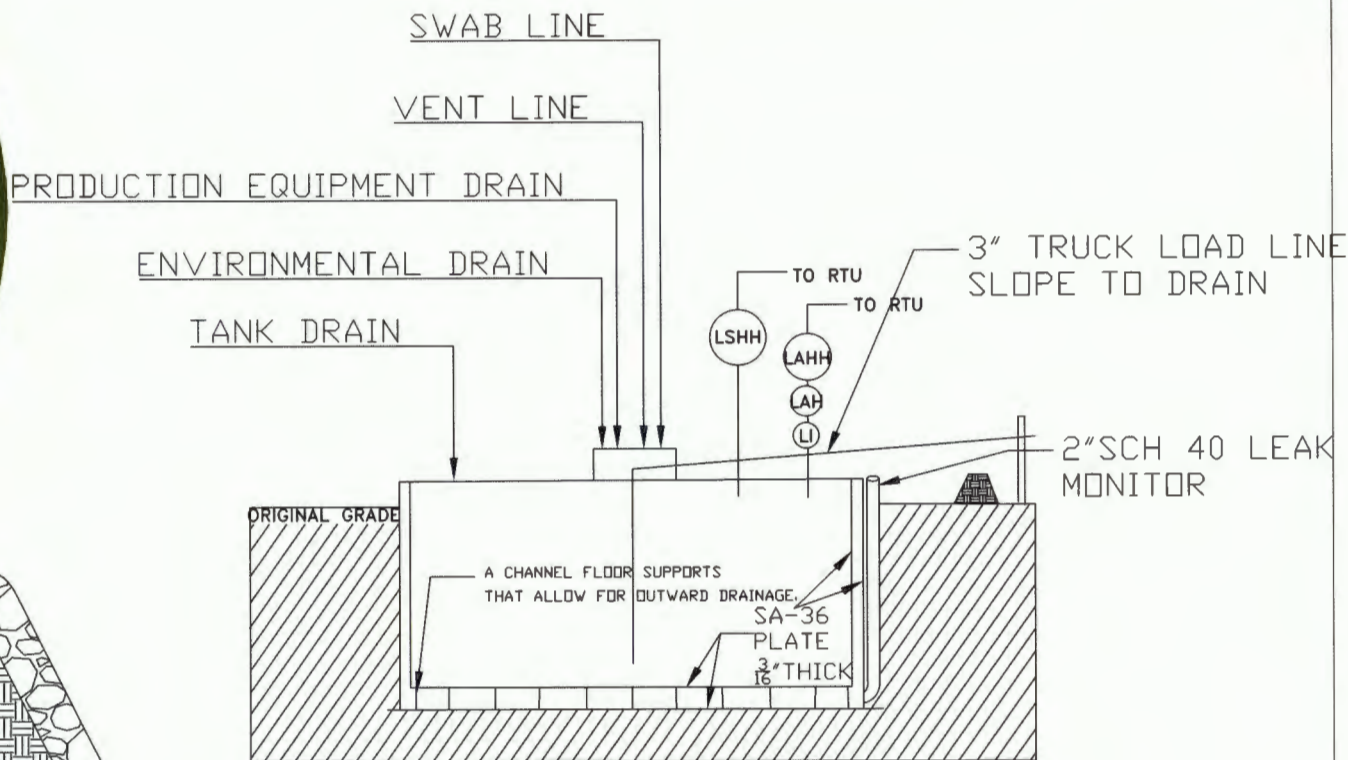 SWAB LINE
VENT LINE
PRODUCTION EQUIPMENT DRAIN
ENVIRONMENTAL DRAIN
TANK DRAIN
TO RTU
TO RTU
3" TRUCK LOAD LINE
SLOPE TO DRAIN
LSHH
LAHH
LAH
LI
2"SCH 40 LEAK
MONITOR
ORIGINAL GRADE
A CHANNEL FLOOR SUPPORTS
THAT ALLOW FOR OUTWARD DRAINAGE.
SA-36
PLATE
3/16"THICK